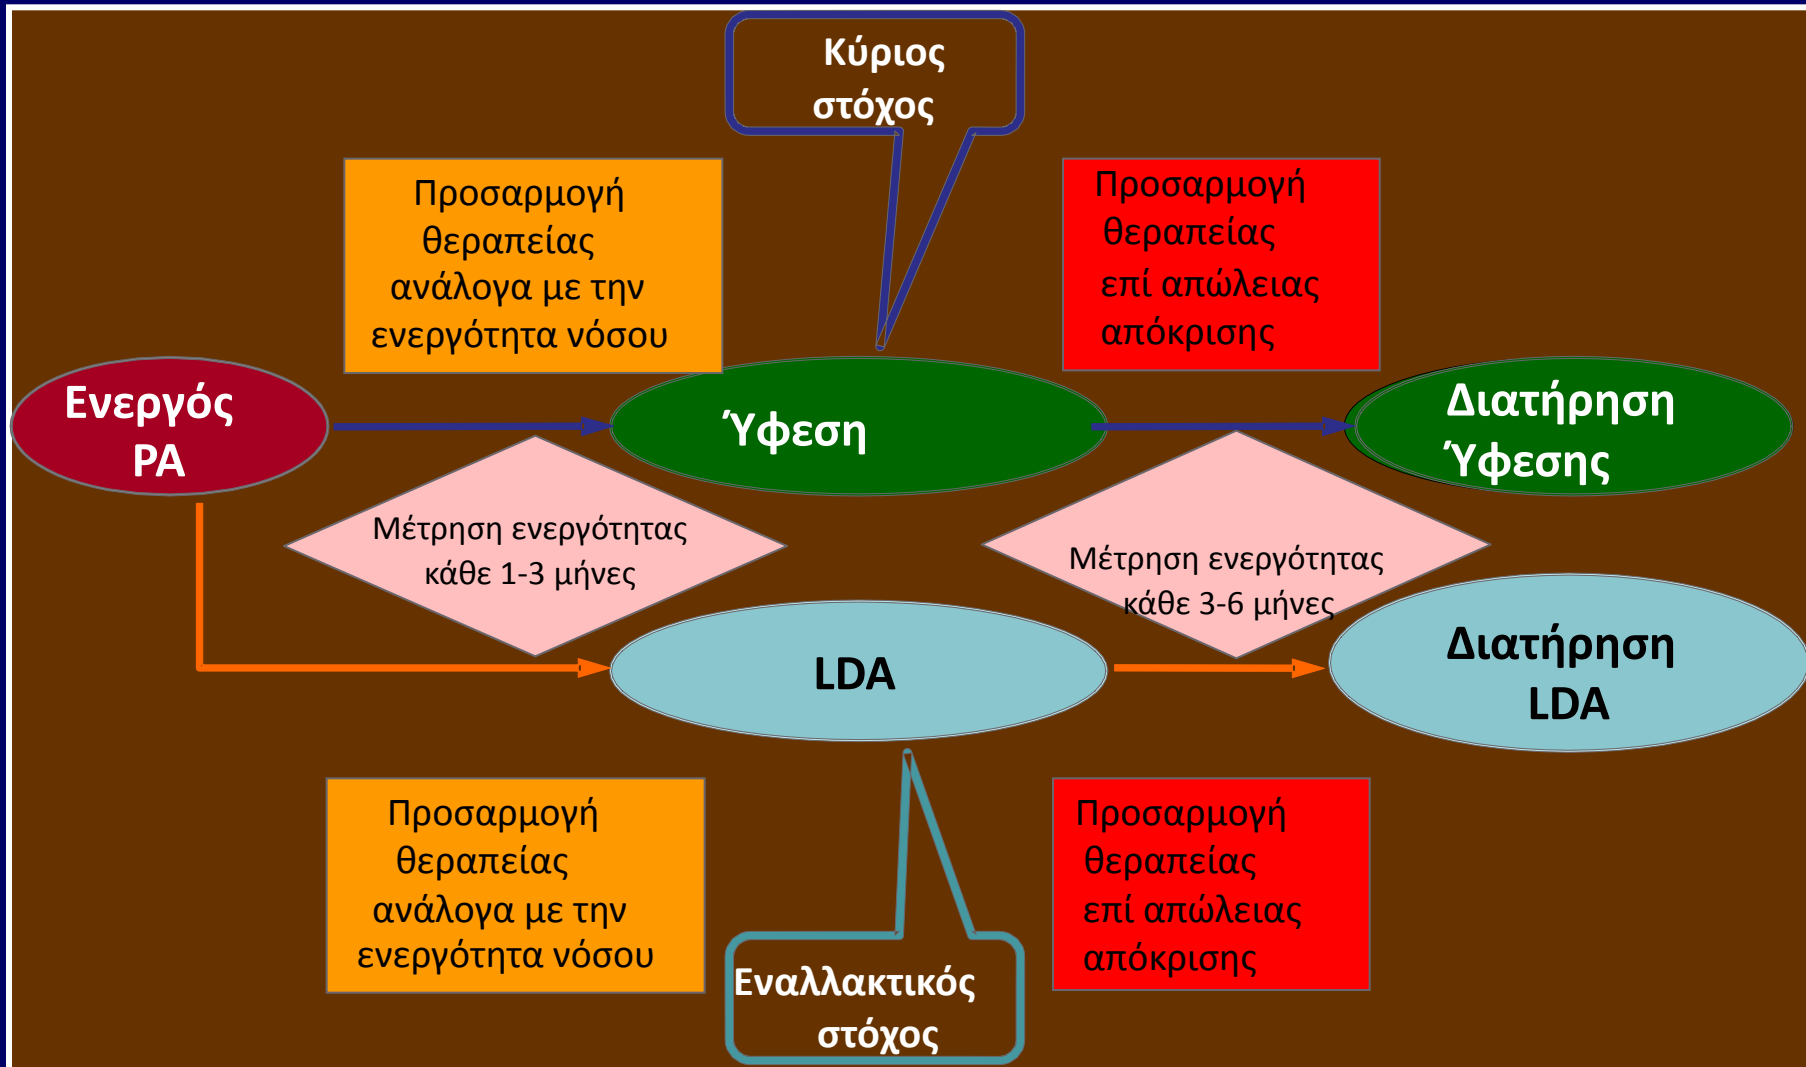 Κύριος
στόχος
Προσαρμογή
θεραπείας
ανάλογα με την
ενεργότητα νόσου
Προσαρμογή
θεραπείας
επί απώλειας
απόκρισης
Ενεργός
ΡΑ
Ύφεση
Διατήρηση
Ύφεσης
Μέτρηση ενεργότητας
κάθε 1-3 μήνες
Μέτρηση ενεργότητας
κάθε 3-6 μήνες
LDA
Διατήρηση
LDA
Προσαρμογή
θεραπείας
ανάλογα με την
ενεργότητα νόσου
Προσαρμογή
θεραπείας
επί απώλειας
απόκρισης
Εναλλακτικός
στόχος